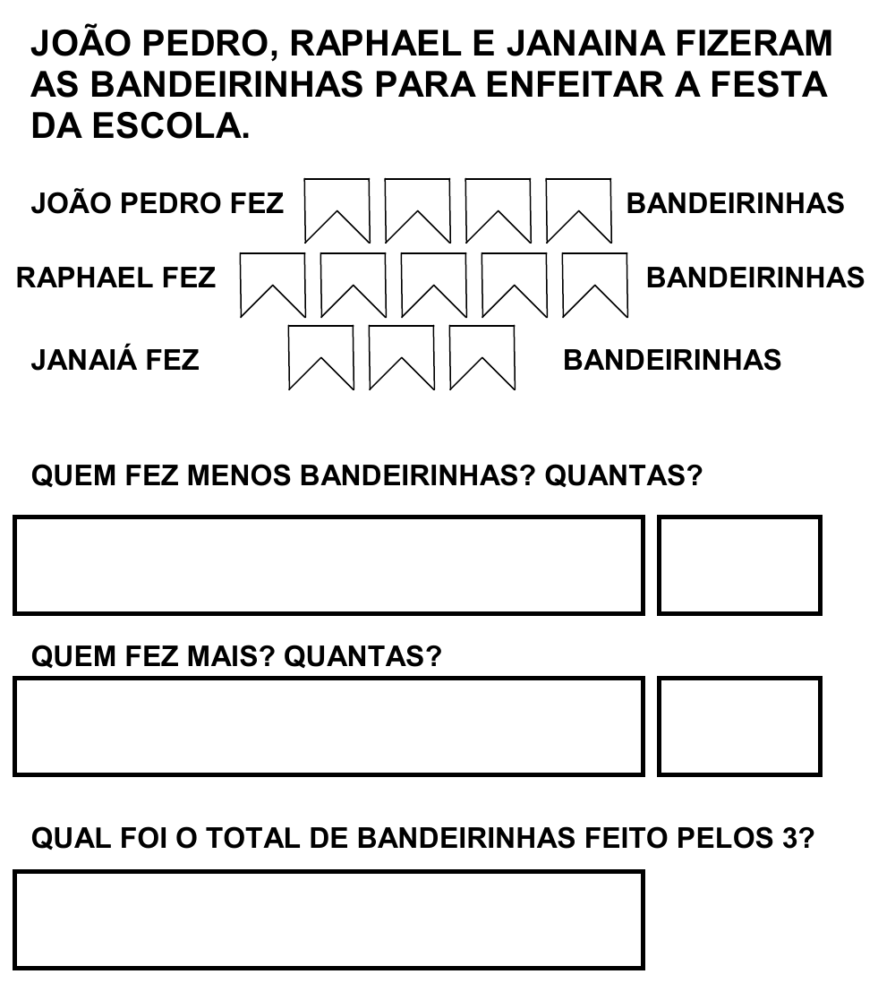 JOÃO PEDRO, RAPHAEL E JANAINA FIZERAM
AS BANDEIRINHAS PARA ENFEITAR A FESTA
DA ESCOLA.
JOÃO PEDRO FEZ BANDEIRINHAS
RAPHAEL FEZ BANDEIRINHAS
JANAIÁ FEZ BANDEIRINHAS
QUEM FEZ MENOS BANDEIRINHAS? QUANTAS?
QUEM FEZ MAIS? QUANTAS?
QUAL FOI O TOTAL DE BANDEIRINHAS FEITO PELOS 3?